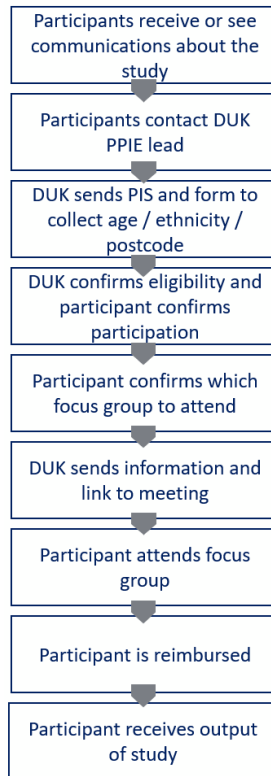 Participants receive or see
communications about the
study
Participants contact DUK
PPIE lead
DUK sends PIS and form to
collect age / ethnicity /
postcode
DUK confirms eligibility and
participant confirms
participation
Participant confirms which
focus group to attend
DUK sends information and
link to meeting
Participant attends focus
group
Participant is reimbursed
Participant receives output
of study